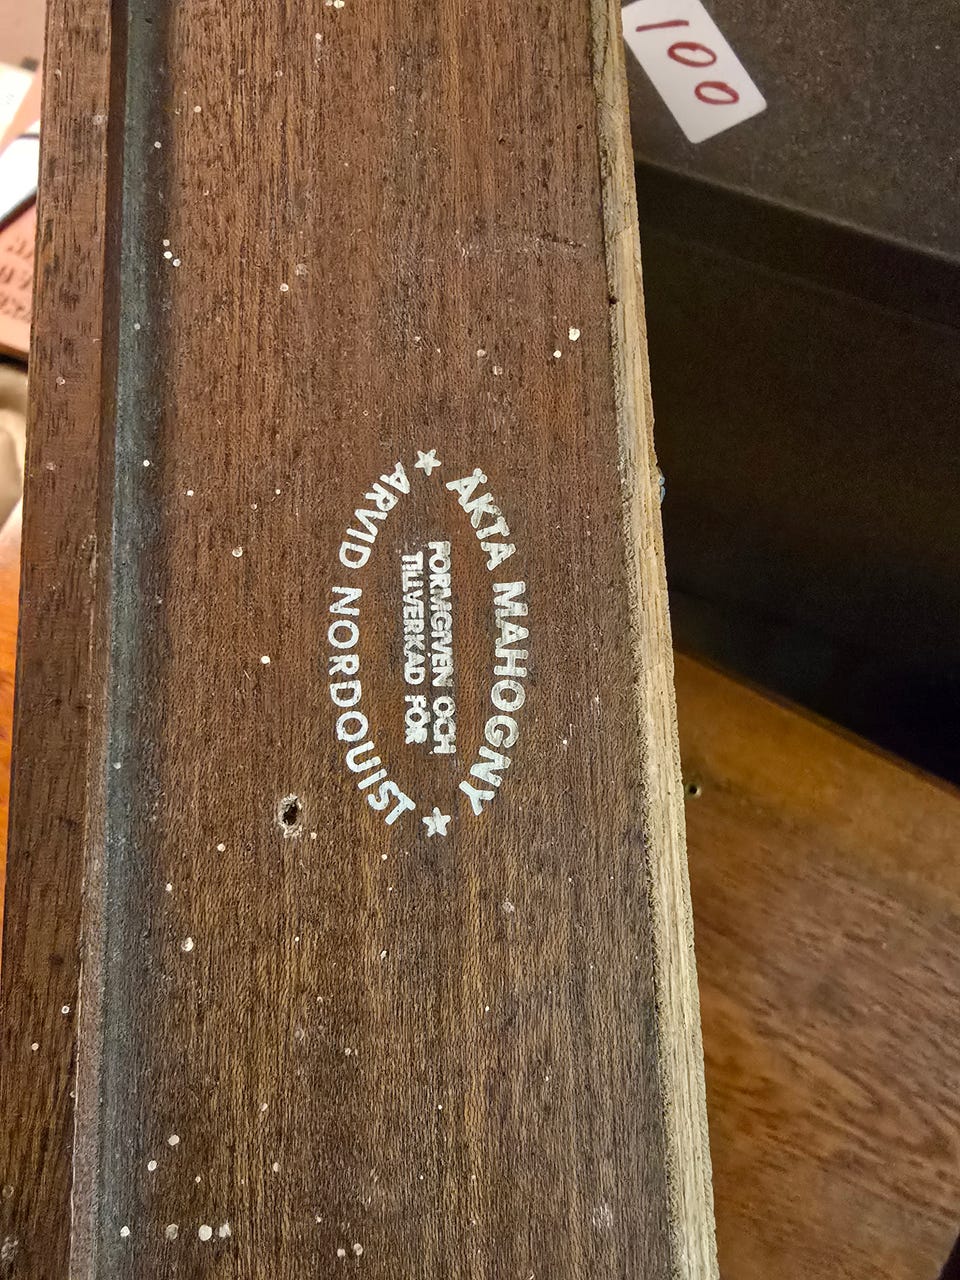 ÄKTA MAHOGNY
FORMGIVEN OCH
TILLVERKAD FÖR
ARVID NORDQUIST
100